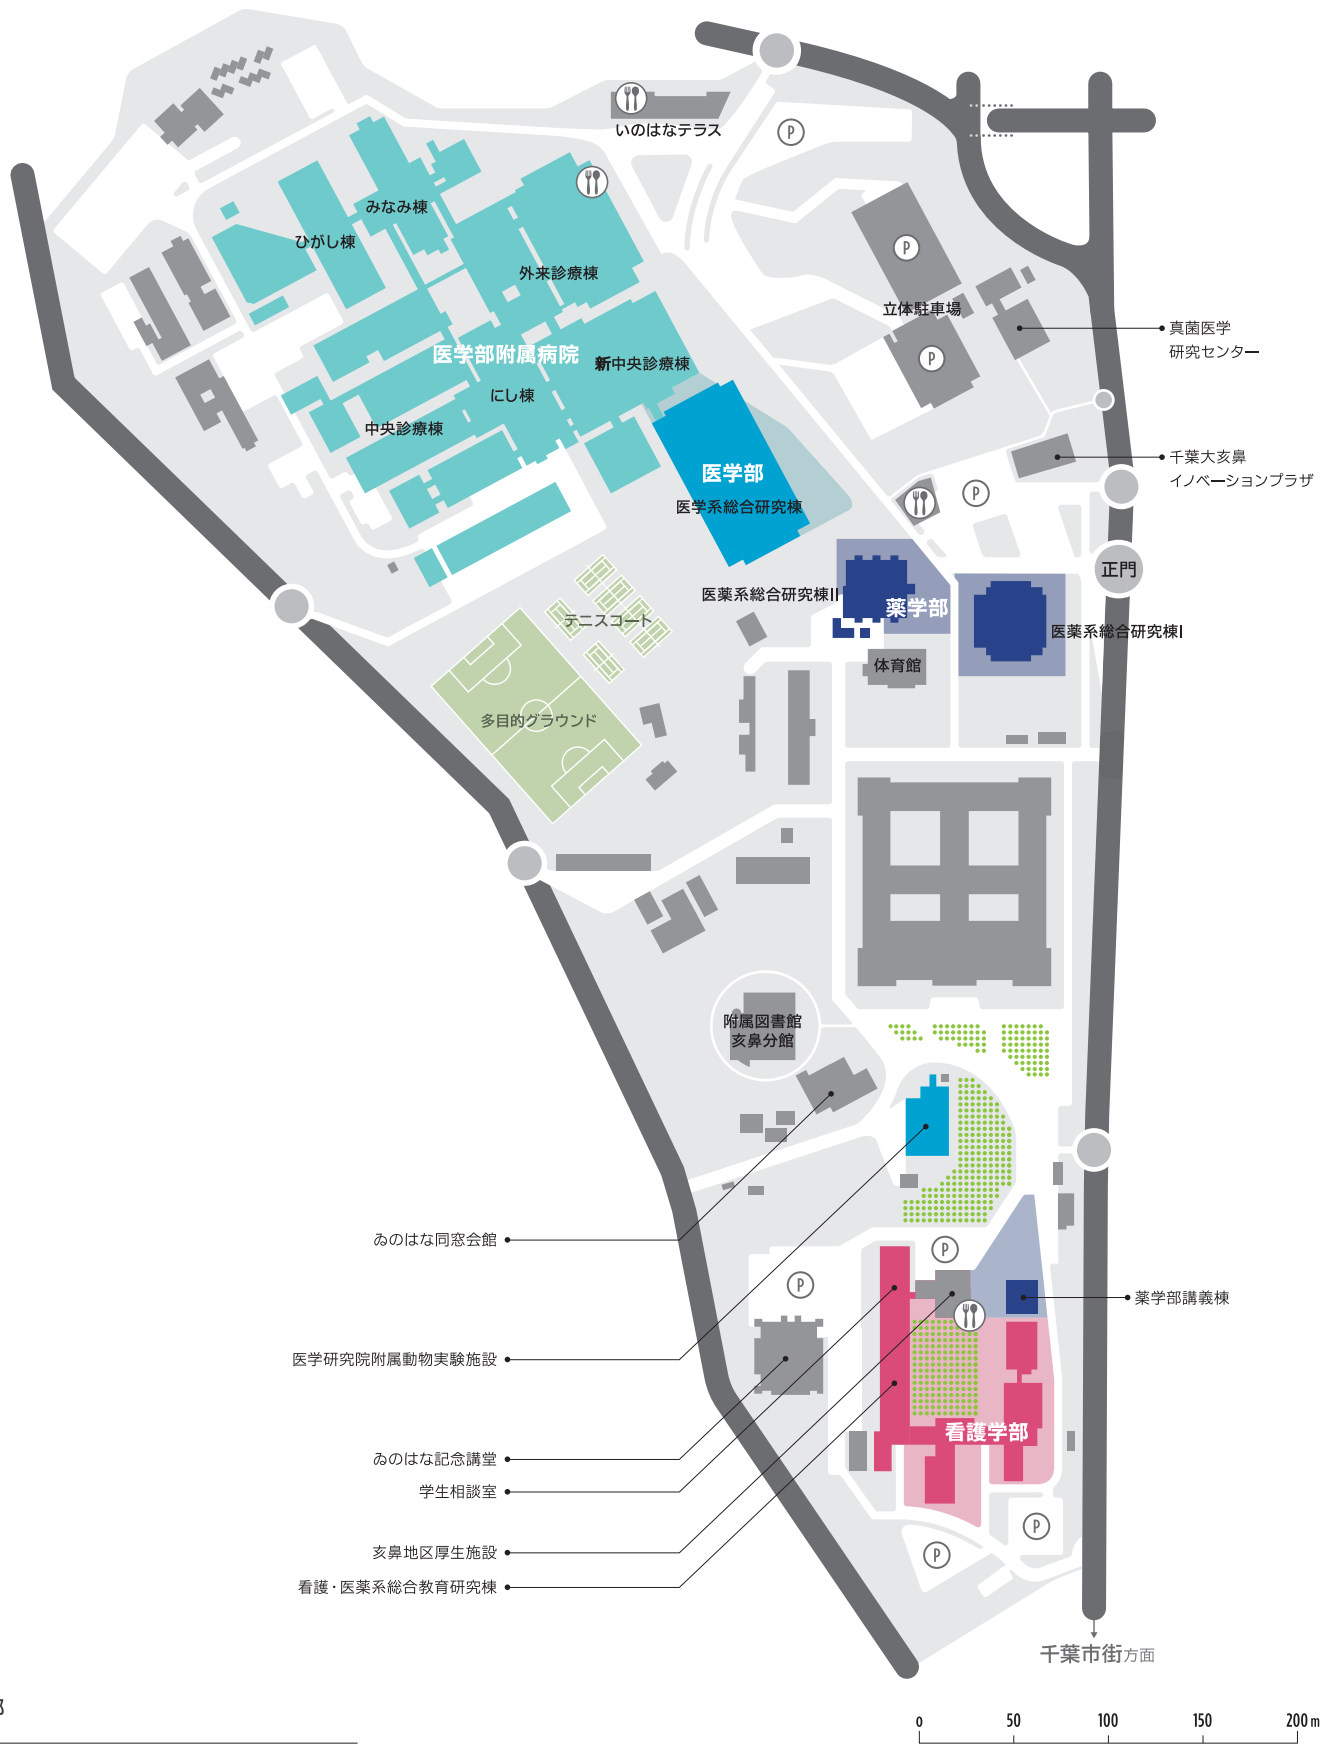 いのはなテラス
P
みなみ棟
ひがし棟
P
外来診療棟
立体駐車場
真菌医学
研究センター
医学部附属病院
新中央診療棟
P
にし棟
中央診療棟
千葉大亥鼻
イノベーションプラザ
医学部
医学系総合研究棟
P
正門
医薬系総合研究棟II
薬学部
テニスコート
医薬系総合研究棟I
体育館
多目的グラウンド
附属図書館
亥鼻分館
ゐのはな同窓会館
P
P
薬学部講義棟
医学研究院附属動物実験施設
看護学部
ゐのはな記念講堂
学生相談室
P
亥鼻地区厚生施設
P
看護・医薬系総合教育研究棟
千葉市街方面
0 50 100 150 200 m